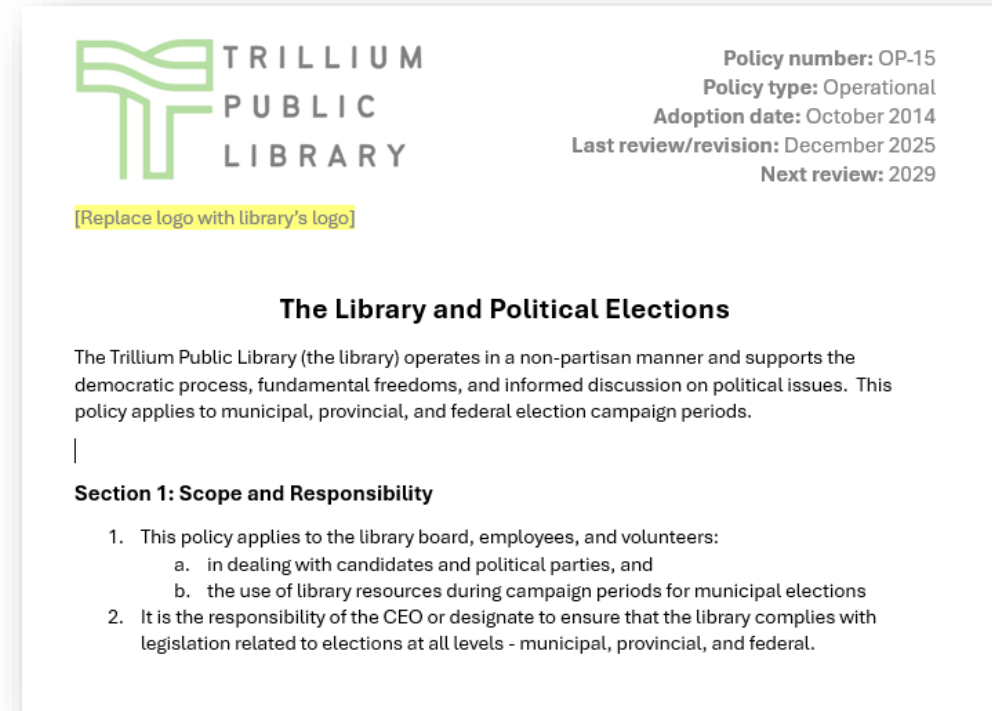 TRILLIUM
PUBLIC
LIBRARY
Policy number: OP-15
Policy type: Operational
Adoption date: October 2014
Last review/revision: December 2025
Next review: 2029
[Replace logo with library’s logo]
The Library and Political Elections
The Trillium Public Library (the library) operates in a non-partisan manner and supports the
democratic process, fundamental freedoms, and informed discussion on political issues.  This
policy applies to municipal, provincial, and federal election campaign periods.
Section 1: Scope and Responsibility
1. This policy applies to the library board, employees, and volunteers:
a. in dealing with candidates and political parties, and
b. the use of library resources during campaign periods for municipal elections
2. It is the responsibility of the CEO or designate to ensure that the library complies with
legislation related to elections at all levels - municipal, provincial, and federal.